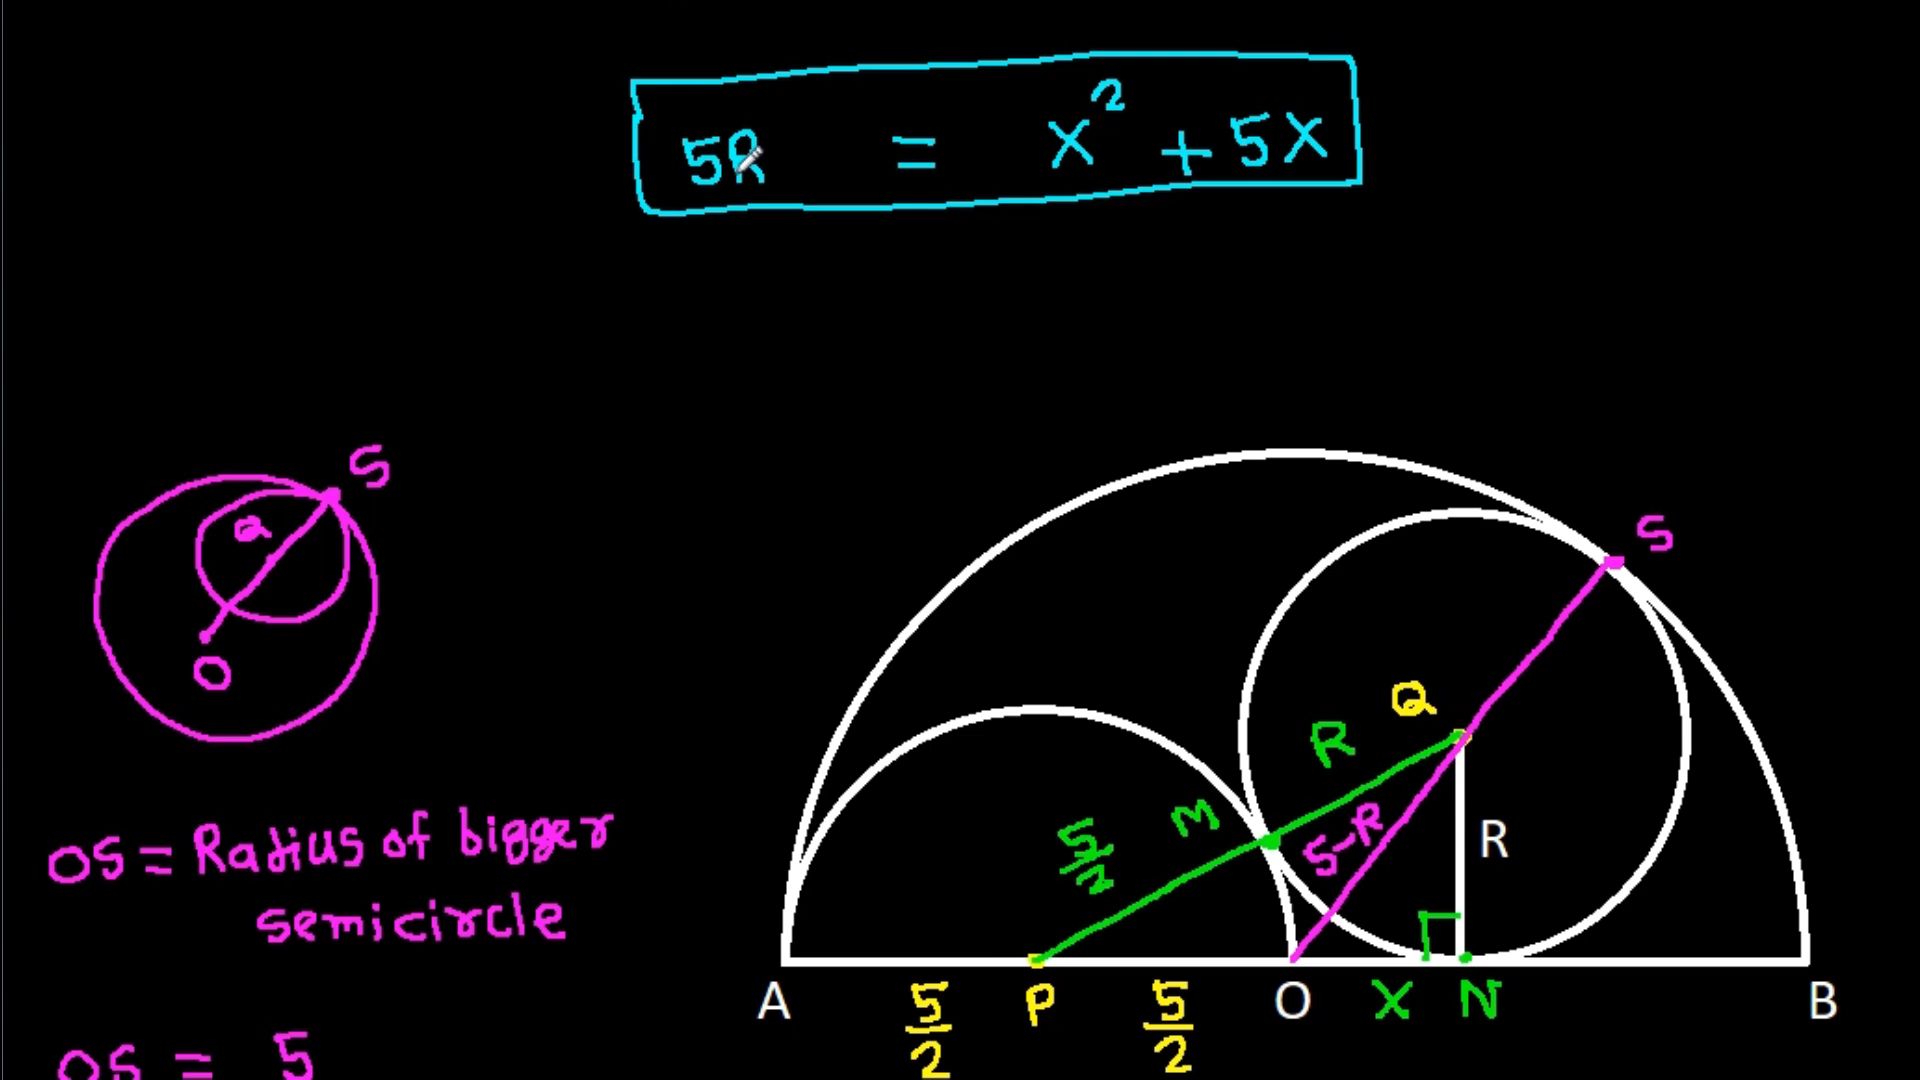 5R = x² + 5x
S
Q
O
OS = Radius of bigger
semicircle
OS = 5
S
Q
R
M
5/2
5-R
R
A 5/2 P 5/2 O X N B